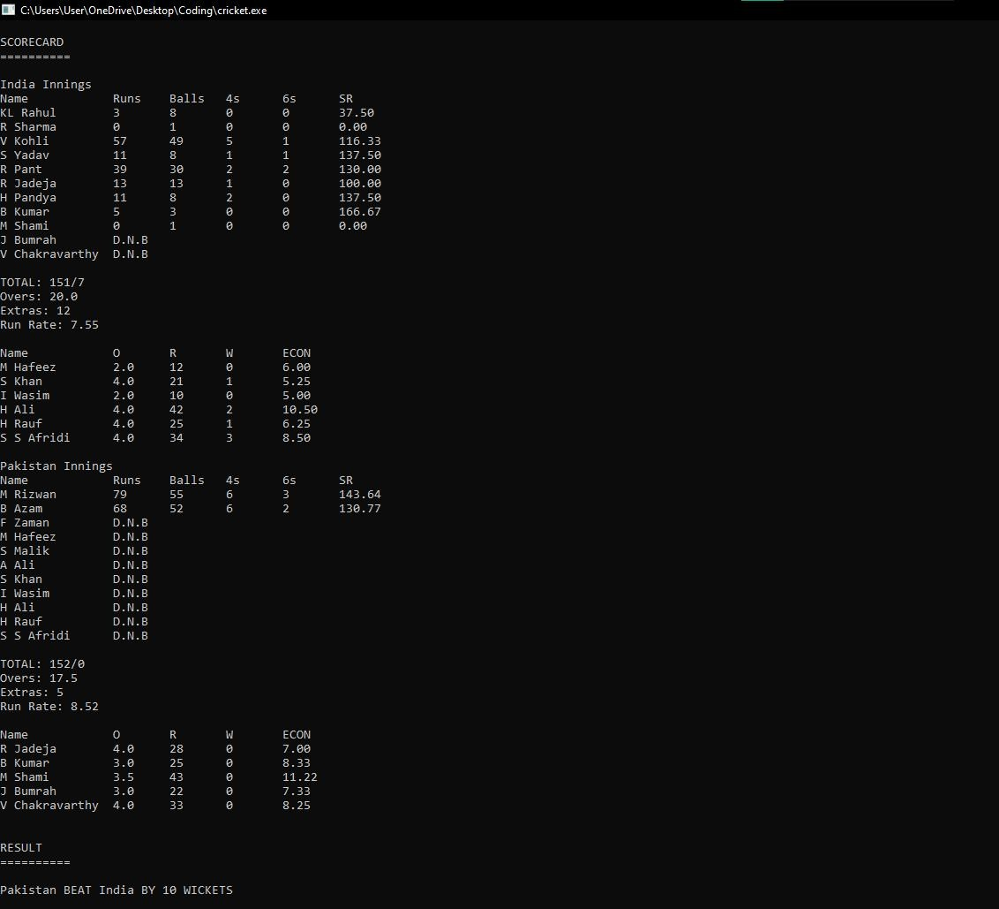 C:\Users\User\OneDrive\Desktop\Coding\cricket.exe
SCORECARD
==========
India Innings
Name Runs Balls 4s 6s SR
KL Rahul 3 8 0 0 37.50
R Sharma 0 1 0 0 0.00
V Kohli 57 49 5 1 116.33
S Yadav 11 8 1 1 137.50
R Pant 39 30 2 2 130.00
R Jadeja 13 13 1 0 100.00
H Pandya 11 8 2 0 137.50
B Kumar 5 3 0 0 166.67
M Shami 0 1 0 0 0.00
J Bumrah D.N.B
V Chakravarthy D.N.B
TOTAL: 151/7
Overs: 20.0
Extras: 12
Run Rate: 7.55
Name O R W ECON
M Hafeez 2.0 12 0 6.00
S Khan 4.0 21 1 5.25
I Wasim 2.0 10 0 5.00
H Ali 4.0 42 2 10.50
H Rauf 4.0 25 1 6.25
S S Afridi 4.0 34 3 8.50
Pakistan Innings
Name Runs Balls 4s 6s SR
M Rizwan 79 55 6 3 143.64
B Azam 68 52 6 2 130.77
F Zaman D.N.B
M Hafeez D.N.B
S Malik D.N.B
A Ali D.N.B
S Khan D.N.B
I Wasim D.N.B
H Ali D.N.B
H Rauf D.N.B
S S Afridi D.N.B
TOTAL: 152/0
Overs: 17.5
Extras: 5
Run Rate: 8.52
Name O R W ECON
R Jadeja 4.0 28 0 7.00
B Kumar 3.0 25 0 8.33
M Shami 3.5 43 0 11.22
J Bumrah 3.0 22 0 7.33
V Chakravarthy 4.0 33 0 8.25
RESULT
==========
Pakistan BEAT India BY 10 WICKETS